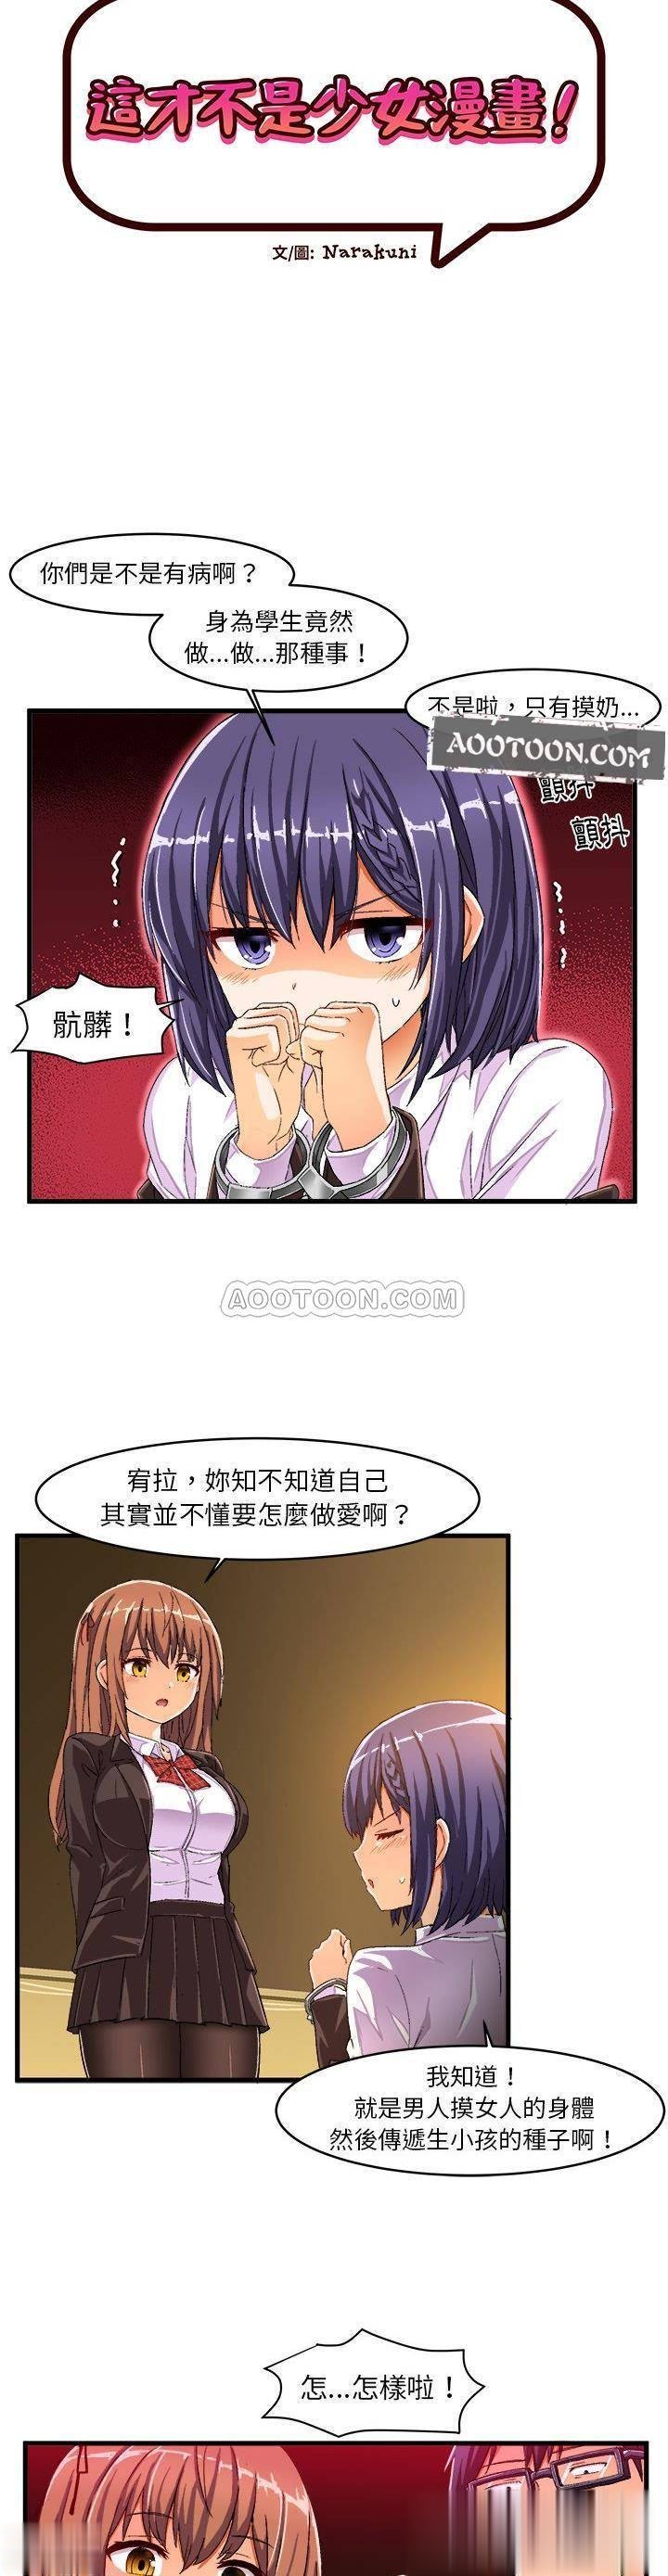 這才不是少女漫畫!
文/圖: Narakuni
你們是不是有病啊？
身為學生竟然
做...做...那種事！
不是啦，只有摸奶...
AOOTOON.COM
顫抖
顫抖
骯髒！
AOOTOON.COM
宥拉，妳知不知道自己
其實並不懂要怎麼做愛啊？
我知道！
就是男人摸女人的身體
然後傳遞生小孩的種子啊！
怎...怎樣啦！